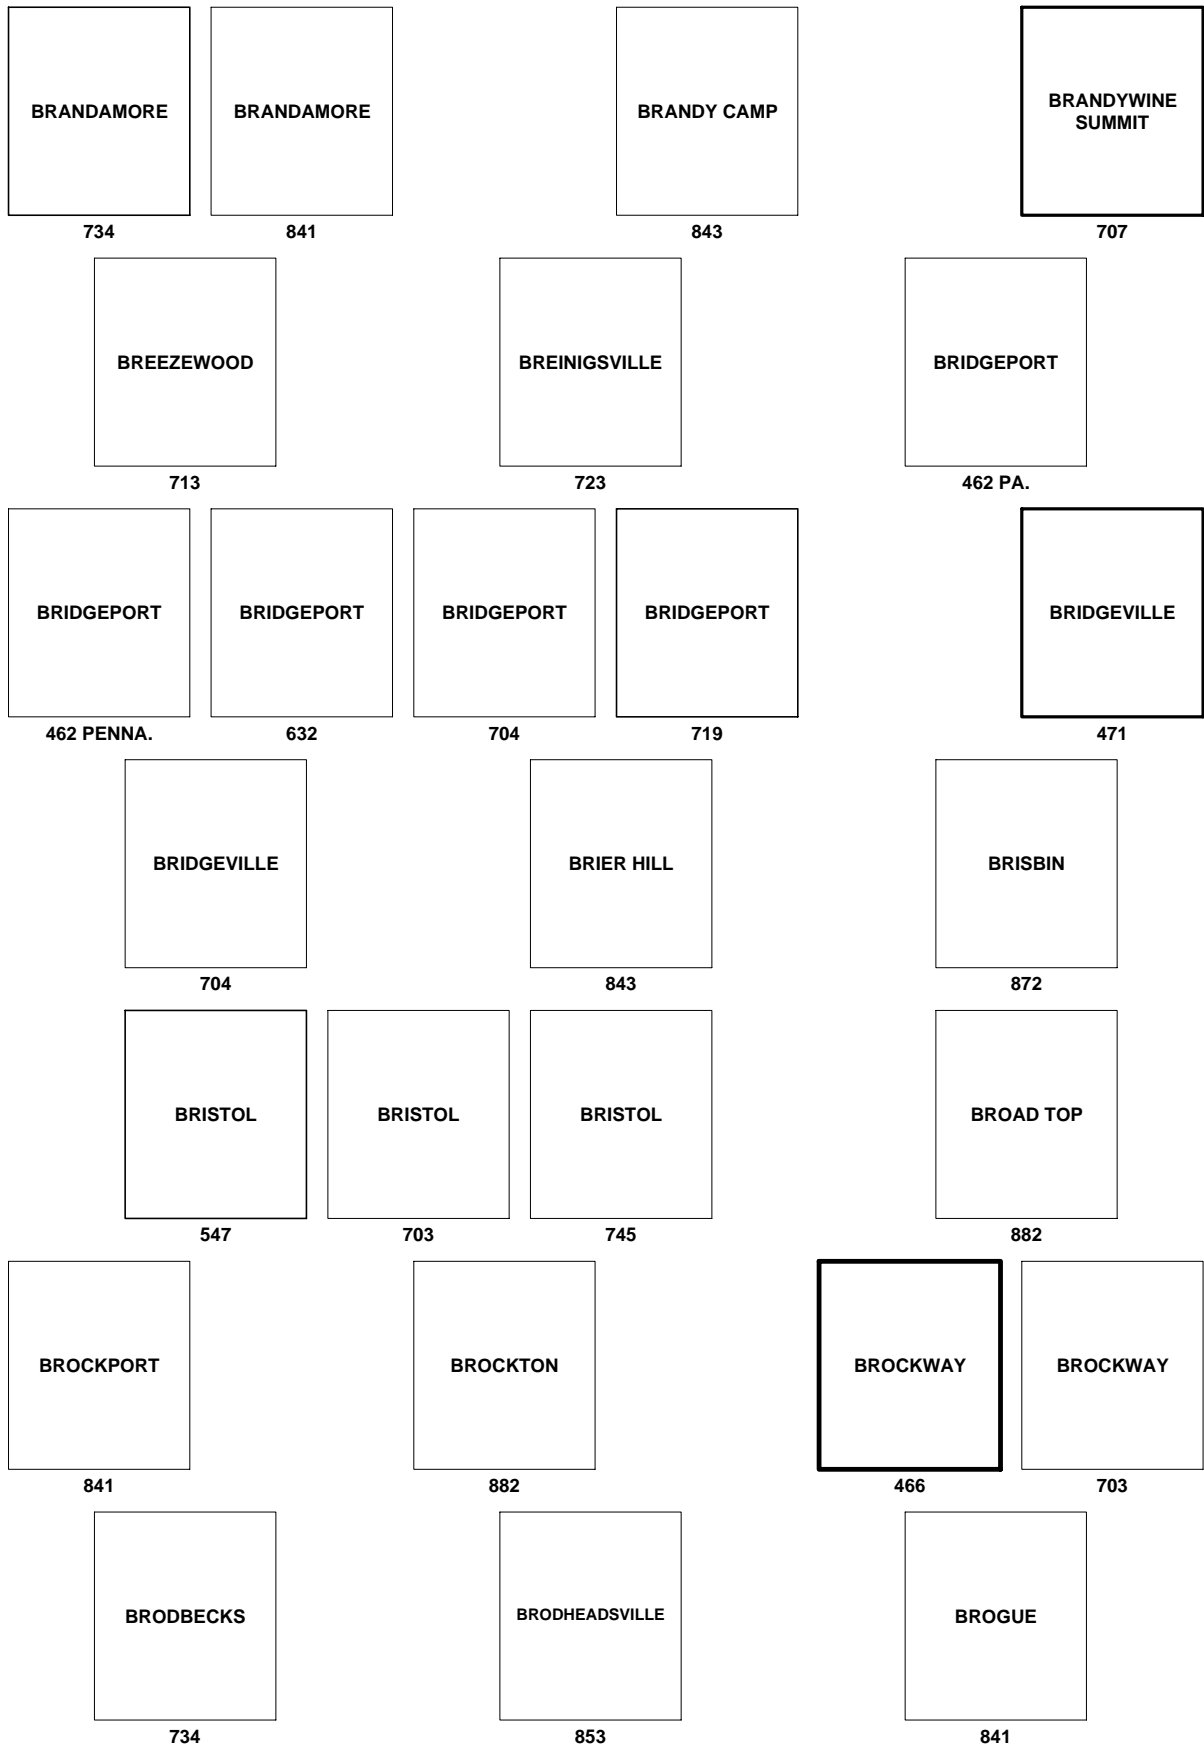 BRANDAMORE
734
BRANDAMORE
841
BRANDY CAMP
843
BRANDYWINE
SUMMIT
707
BREEZEWOOD
713
BREINIGSVILLE
723
BRIDGEPORT
462 PA.
BRIDGEPORT
462 PENNA.
BRIDGEPORT
632
BRIDGEPORT
704
BRIDGEPORT
719
BRIDGEVILLE
471
BRIDGEVILLE
704
BRIER HILL
843
BRISBIN
872
BRISTOL
547
BRISTOL
703
BRISTOL
745
BROAD TOP
882
BROCKPORT
841
BROCKTON
882
BROCKWAY
466
BROCKWAY
703
BRODBECKS
734
BRODHEADSVILLE
853
BROGUE
841